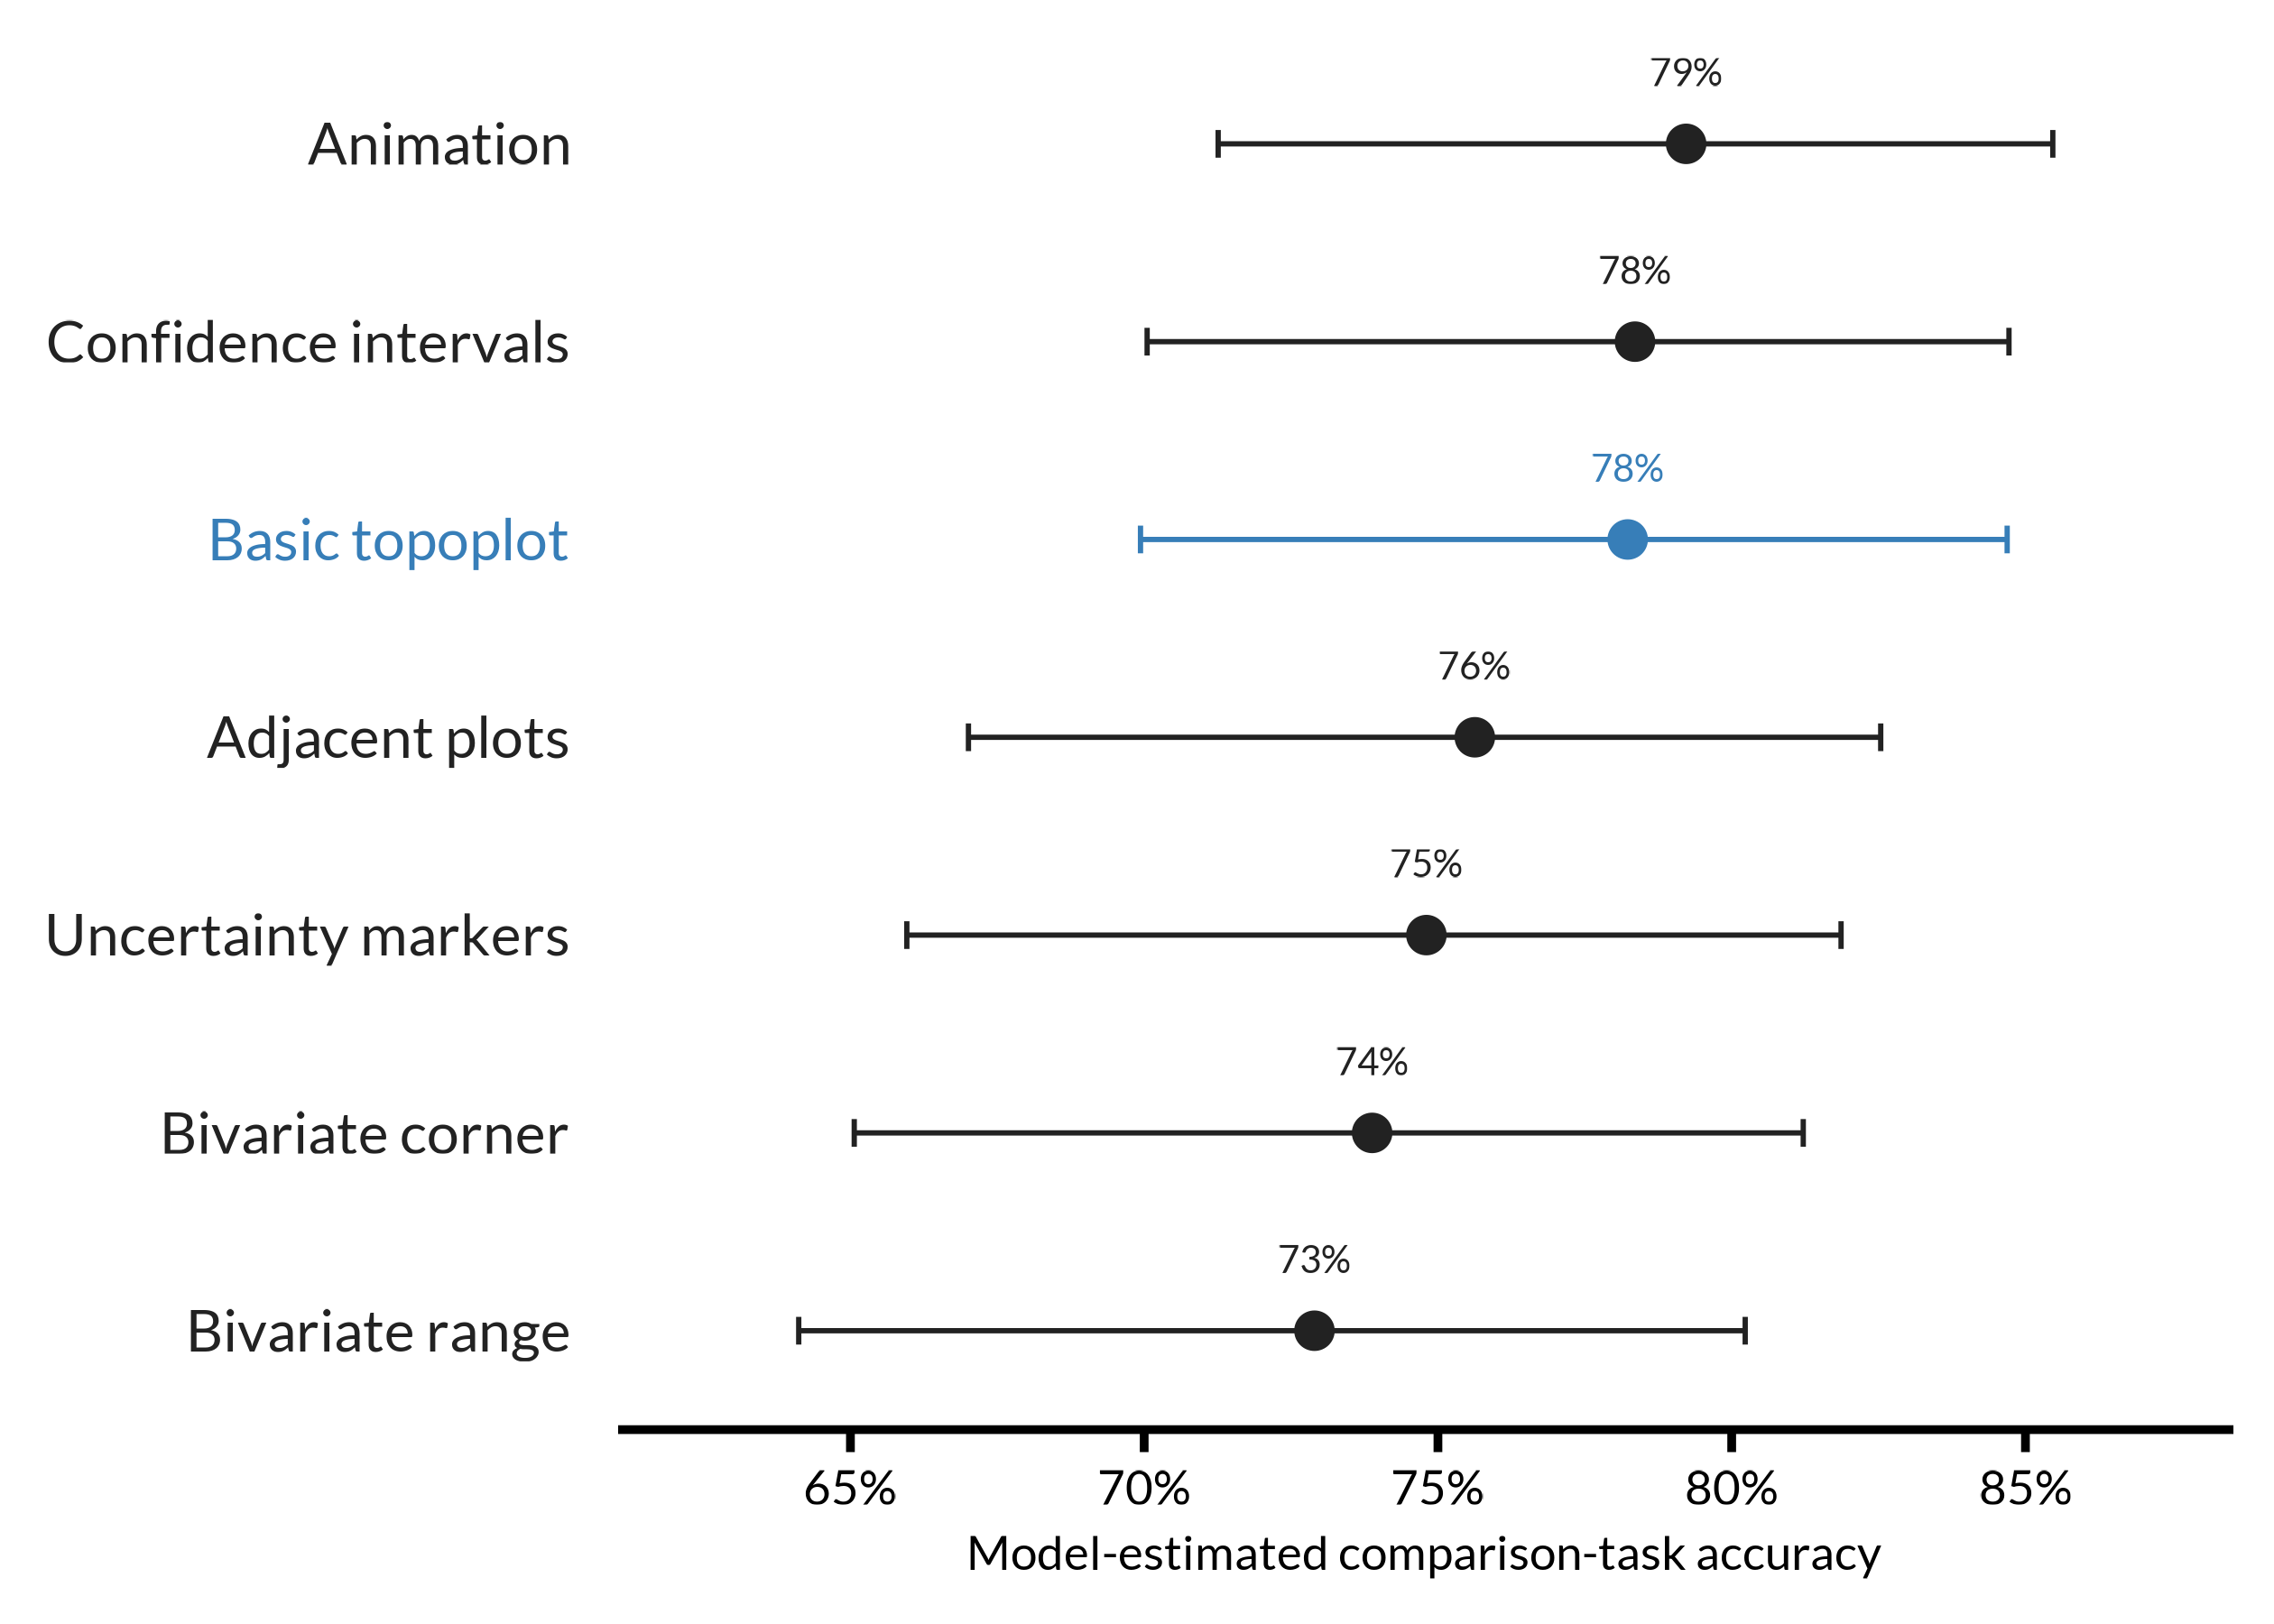 79%
Animation
78%
Confidence intervals
78%
Basic topoplot
76%
Adjacent plots
75%
Uncertainty markers
74%
Bivariate corner
73%
Bivariate range
65% 70% 75% 80% 85%
Model-estimated comparison-task accuracy